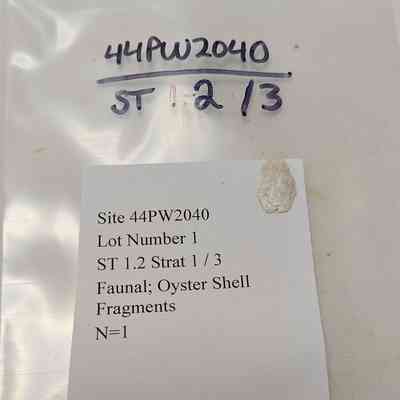 44PW2040
ST 1.2 1/3
Site 44PW2040
Lot Number 1
ST 1.2 Strat 1 / 3
Faunal; Oyster Shell
Fragments
N=1